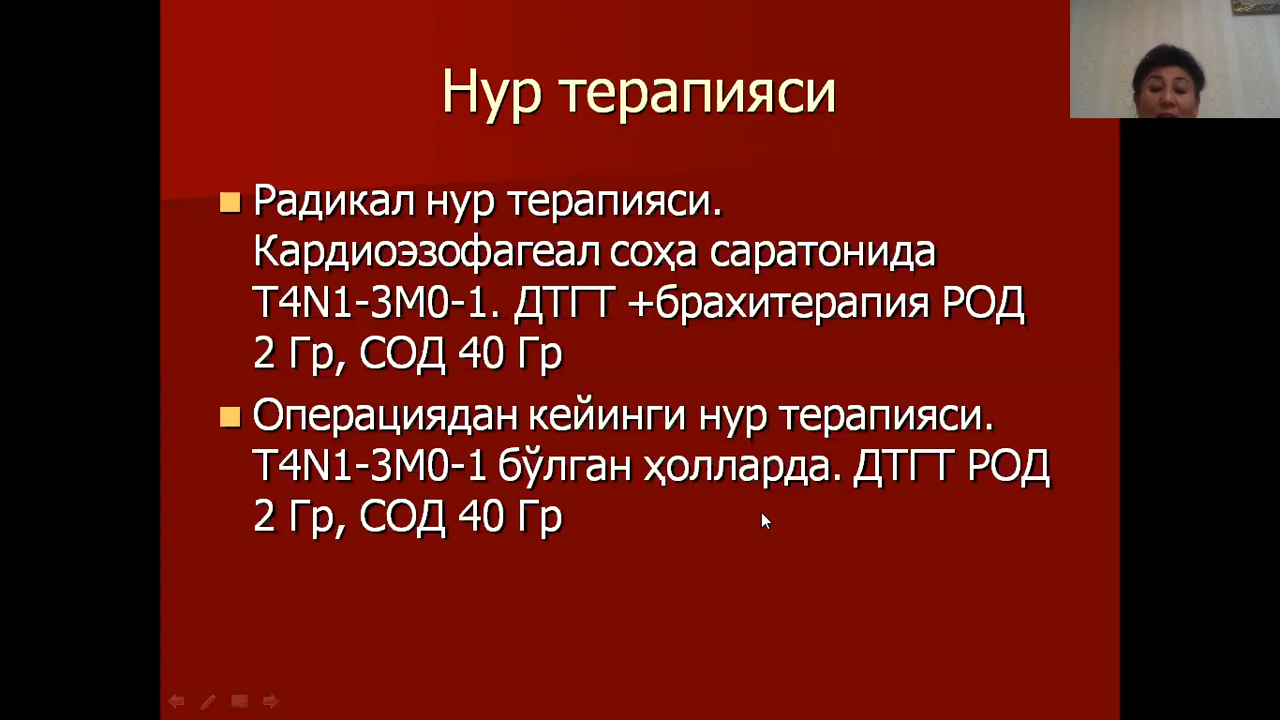 Нур терапияси
Радикал нур терапияси.
Кардиоэзофагеал соҳа саратонида
T4N1-3M0-1. ДТГТ +брахитерапия РОД
2 Гр, СОД 40 Гр
Операциядан кейинги нур терапияси.
T4N1-3M0-1 бўлган ҳолларда. ДТГТ РОД
2 Гр, СОД 40 Гр